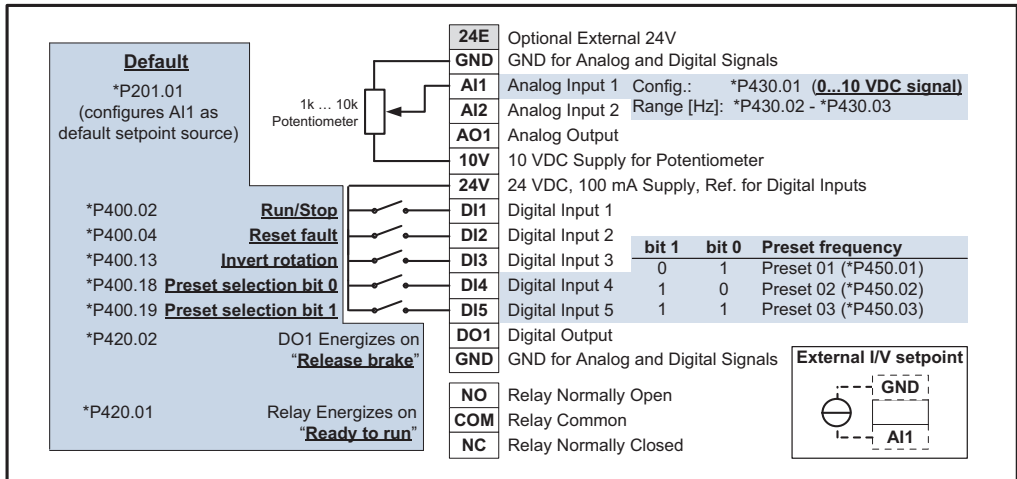 Default
*P201.01
(configures AI1 as
default setpoint source)
1k ... 10k
Potentiometer
24E Optional External 24V
GND GND for Analog and Digital Signals
AI1 Analog Input 1 Config.: *P430.01 (0...10 VDC signal)
AI2 Analog Input 2 Range [Hz]: *P430.02 - *P430.03
AO1 Analog Output
10V 10 VDC Supply for Potentiometer
24V 24 VDC, 100 mA Supply, Ref. for Digital Inputs
*P400.02 Run/Stop DI1 Digital Input 1
*P400.04 Reset fault DI2 Digital Input 2
*P400.13 Invert rotation DI3 Digital Input 3
*P400.18 Preset selection bit 0 DI4 Digital Input 4
*P400.19 Preset selection bit 1 DI5 Digital Input 5
bit 1 bit 0 Preset frequency
0 1 Preset 01 (*P450.01)
1 0 Preset 02 (*P450.02)
1 1 Preset 03 (*P450.03)
*P420.02 DO1 Energizes on
"Release brake"
DO1 Digital Output
GND GND for Analog and Digital Signals
*P420.01 Relay Energizes on
"Ready to run"
NO Relay Normally Open
COM Relay Common
NC Relay Normally Closed
External I/V setpoint
GND
AI1